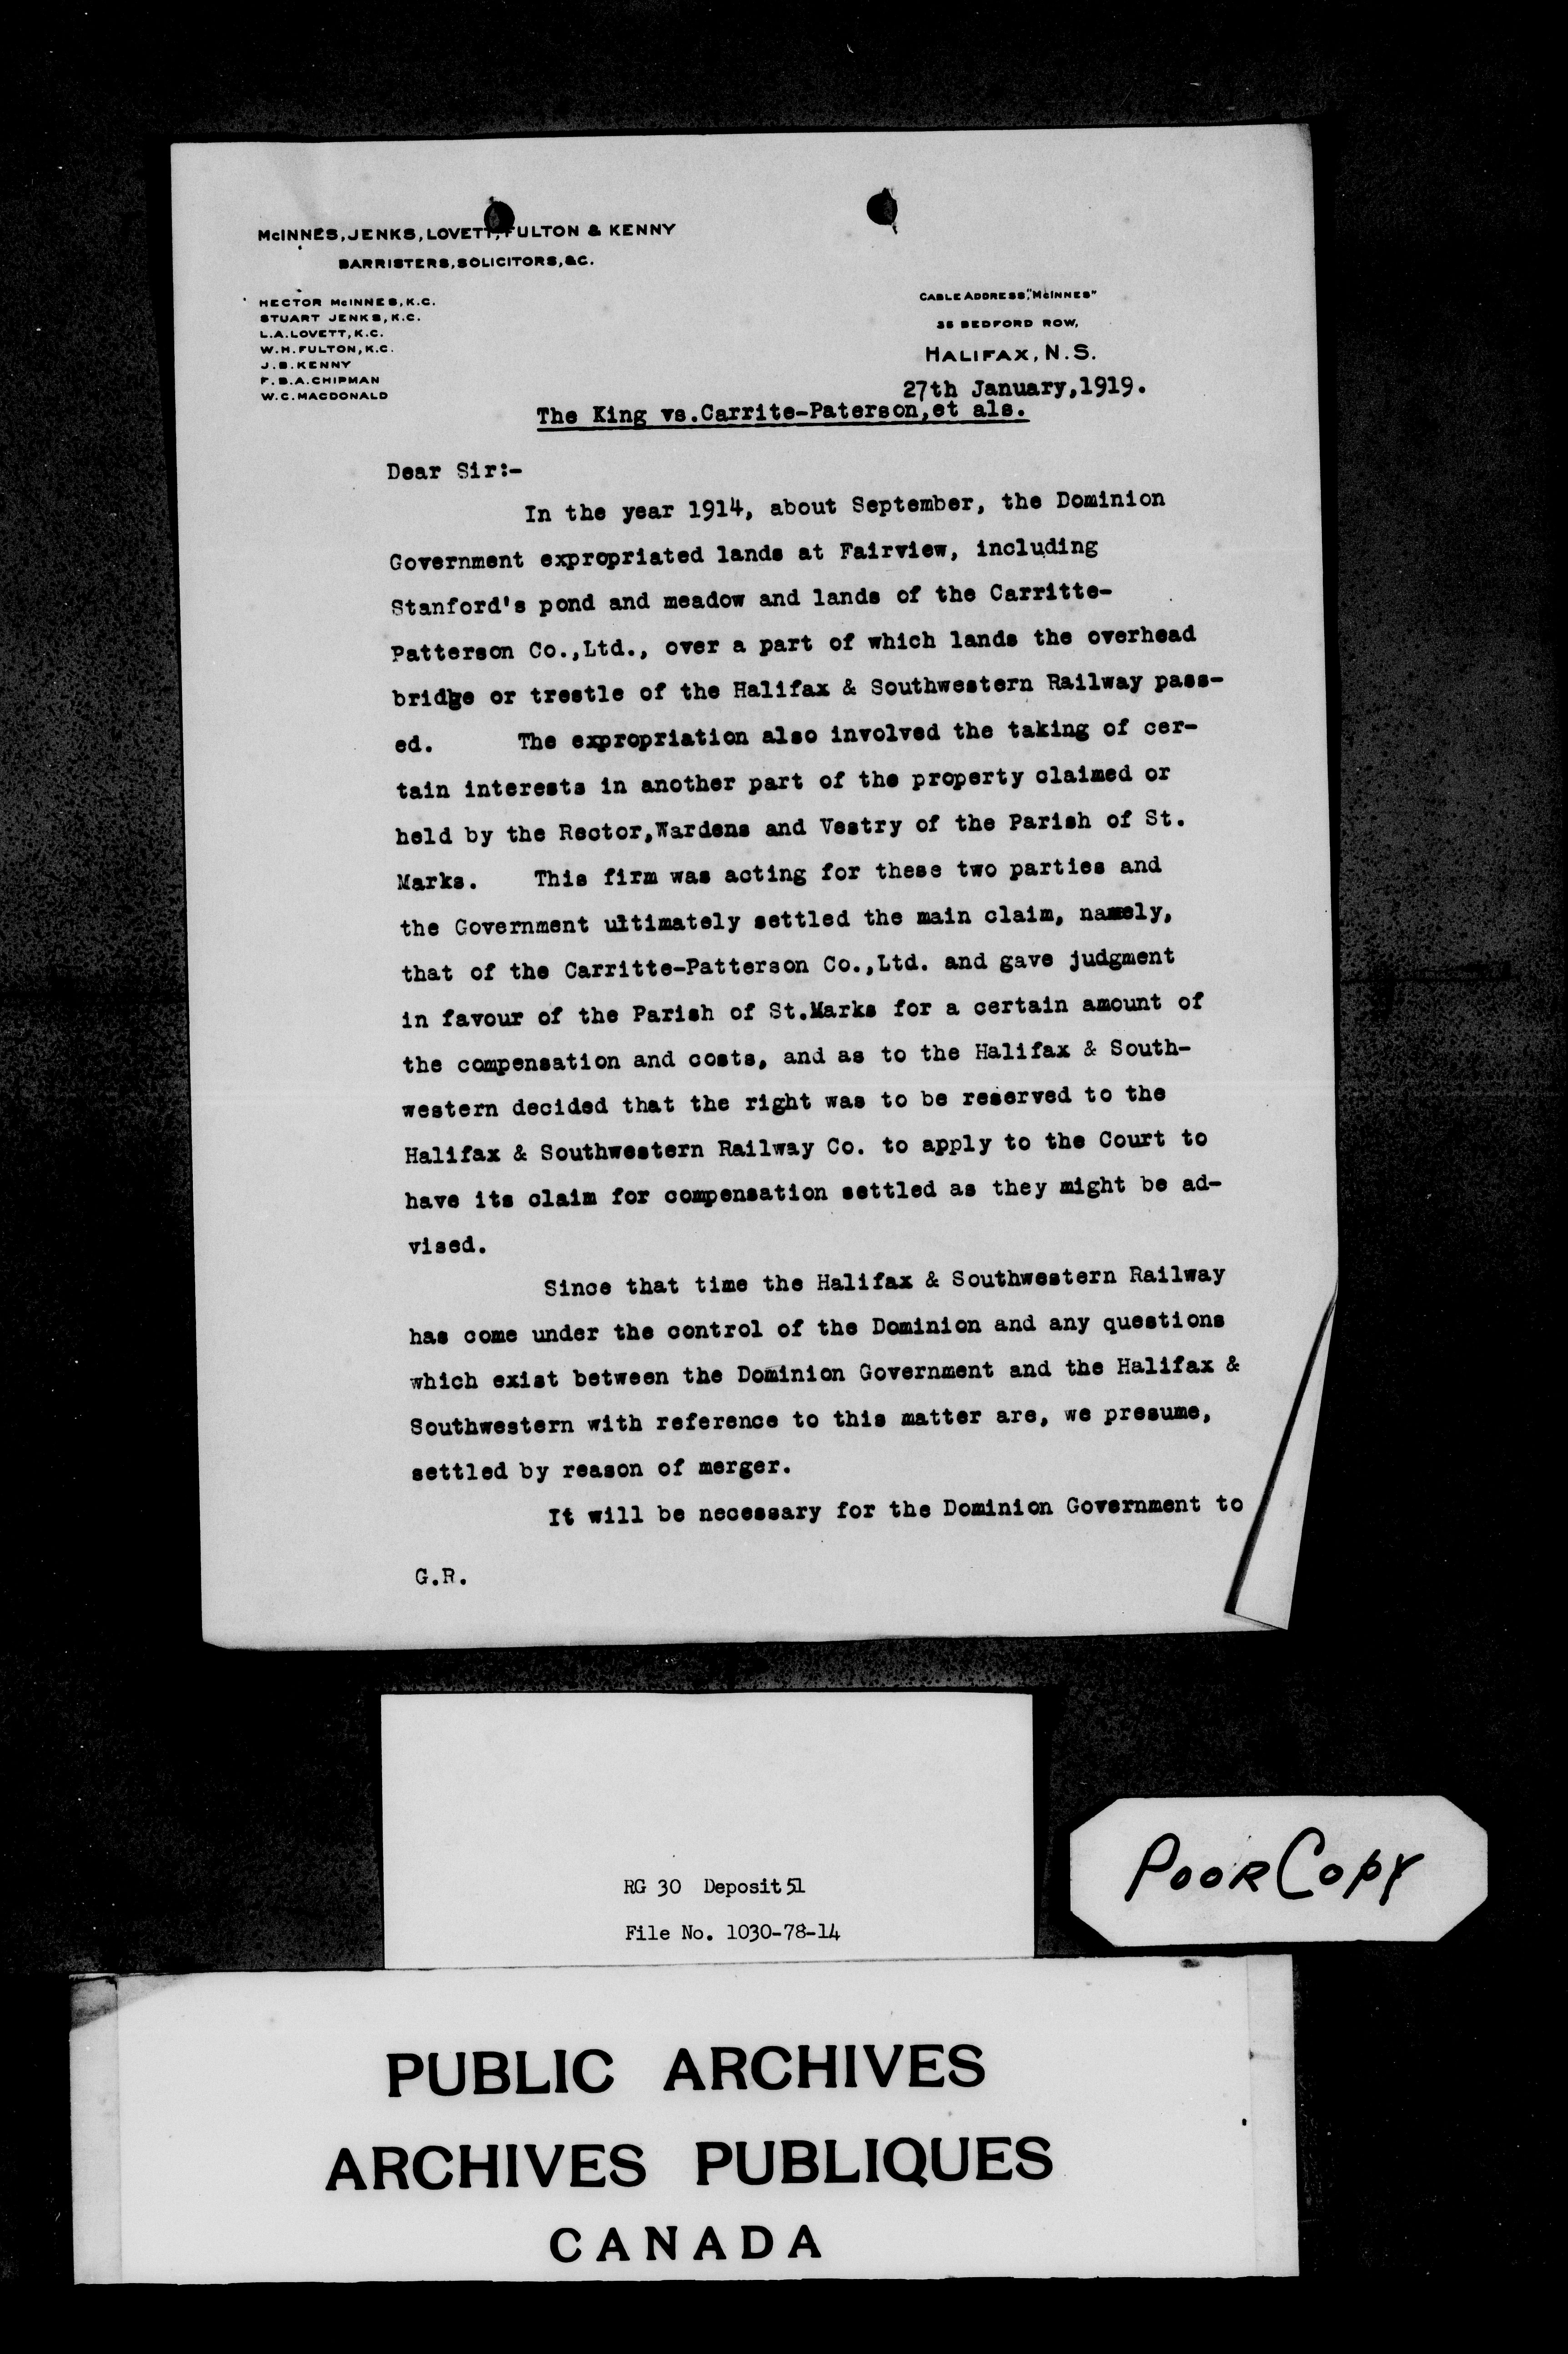 McINNES, JENKS, LOVETT, FULTON & KENNY
BARRISTERS, SOLICITORS, &C.
HECTOR McINNES, K.C.
STUART JENKS, K.C.
L.A. LOVETT, K.C.
W.H. FULTON, K.C.
J.B. KENNY
F.B.A. CHIPMAN
W.C. MACDONALD
CABLE ADDRESS, "McINNES"
BEDFORD ROW,
HALIFAX, N.S.
27th January, 1919.
The King vs. Carrite-Paterson, et als.
Dear Sir:-
In the year 1914, about September, the Dominion
Government expropriated lands at Fairview, including
Stanford's pond and meadow and lands of the Carritte-
Patterson Co., Ltd., over a part of which lands the overhead
bridge or trestle of the Halifax & Southwestern Railway pass-
ed. The expropriation also involved the taking of cer-
tain interests in another part of the property claimed or
held by the Rector, Wardens and Vestry of the Parish of St.
Marks. This firm was acting for these two parties and
the Government ultimately settled the main claim, namely,
that of the Carritte-Patterson Co., Ltd. and gave judgment
in favour of the Parish of St. Marks for a certain amount of
the compensation and costs, and as to the Halifax & South-
western decided that the right was to be reserved to the
Halifax & Southwestern Railway Co. to apply to the Court to
have its claim for compensation settled as they might be ad-
vised.
Since that time the Halifax & Southwestern Railway
has come under the control of the Dominion and any questions
which exist between the Dominion Government and the Halifax &
Southwestern with reference to this matter are, we presume,
settled by reason of merger.
It will be necessary for the Dominion Government to
G.R.
RG 30 Deposit 51
File No. 1030-78-14
POOR COPY
PUBLIC ARCHIVES
ARCHIVES PUBLIQUES
CANADA